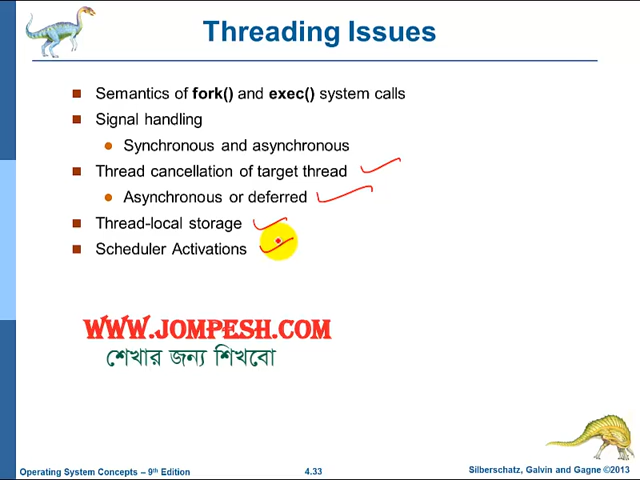 Threading Issues
Semantics of fork() and exec() system calls
Signal handling
Synchronous and asynchronous
Thread cancellation of target thread
Asynchronous or deferred
Thread-local storage
Scheduler Activations
WWW.JOMPESH.COM
শেখার জন্য শিখবো
Operating System Concepts – 9th Edition
4.33
Silberschatz, Galvin and Gagne ©2013